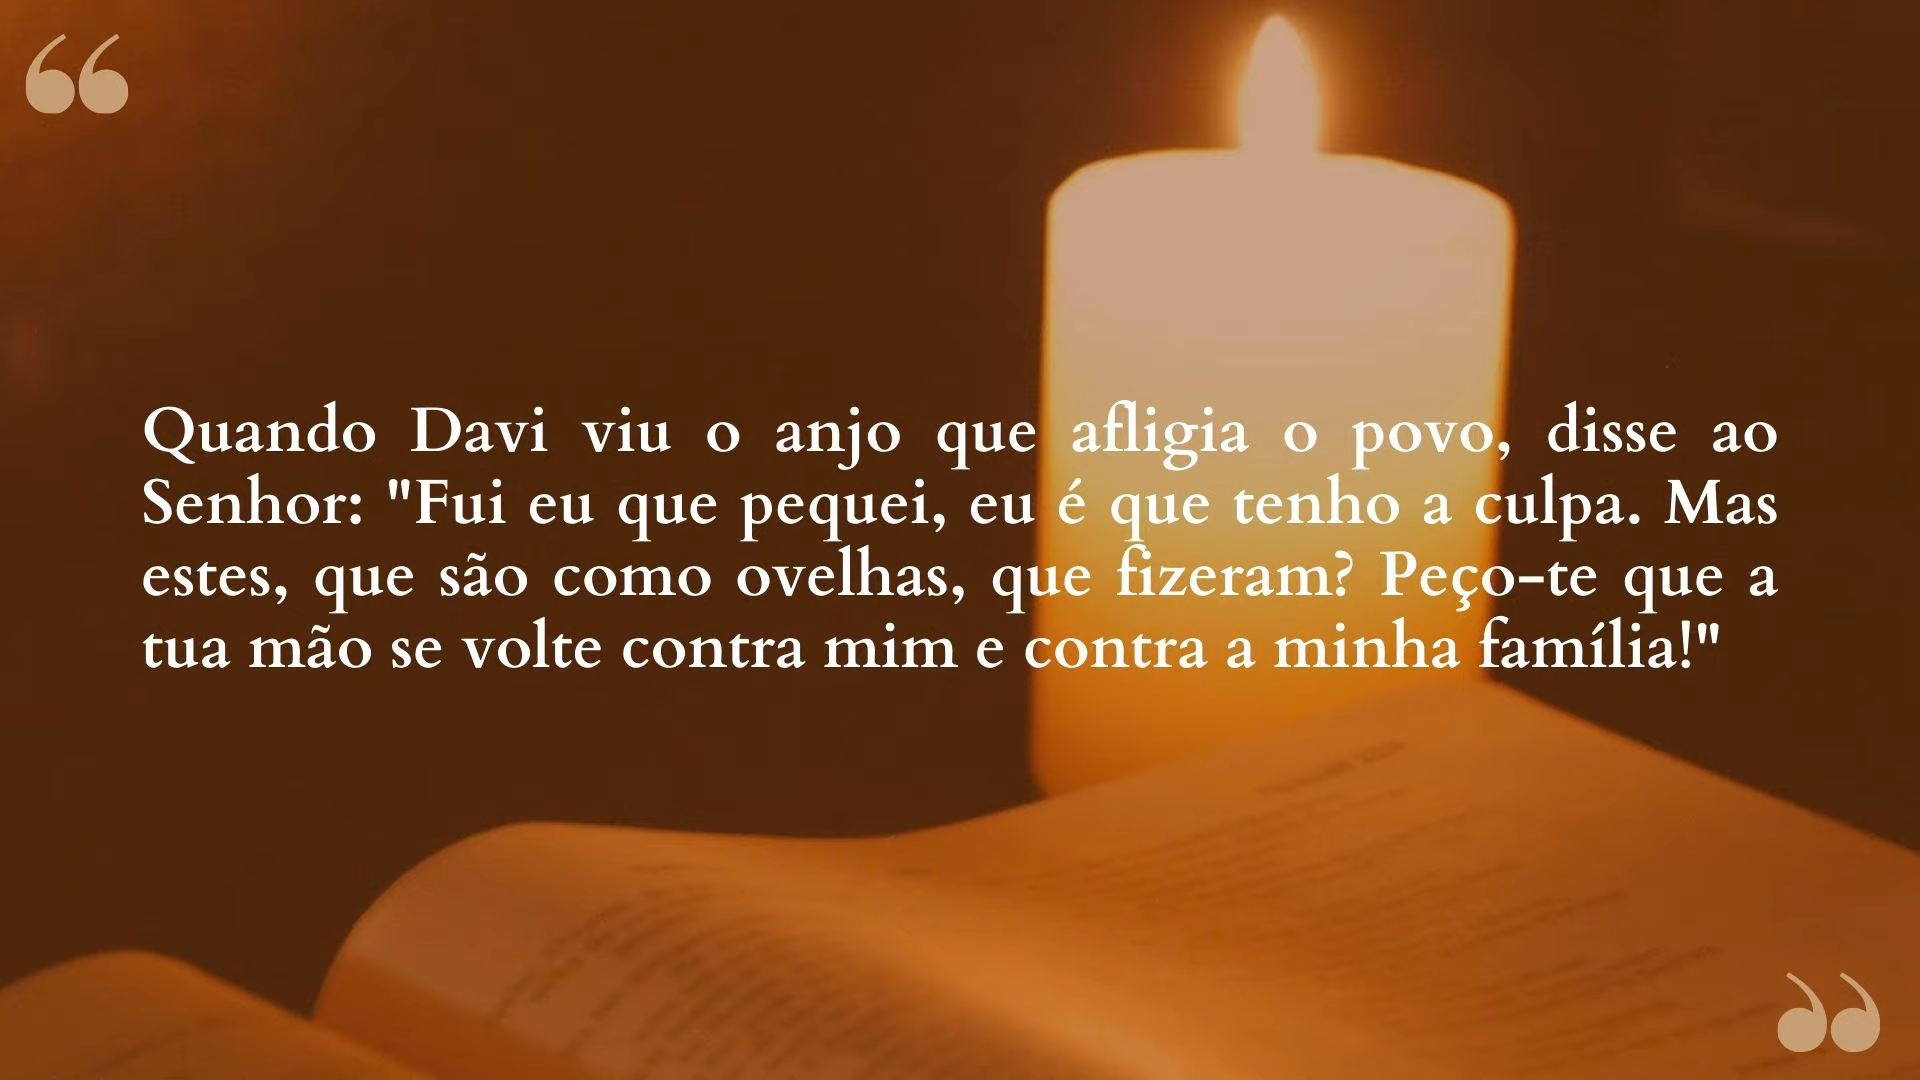 Quando Davi viu o anjo que afligia o povo, disse ao
Senhor: "Fui eu que pequei, eu é que tenho a culpa. Mas
estes, que são como ovelhas, que fizeram? Peço-te que a
tua mão se volte contra mim e contra a minha família!"